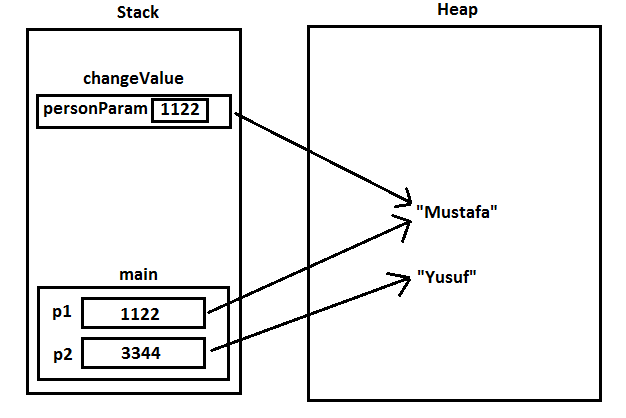 Stack
Heap
changeValue
personParam 1122
"Mustafa"
main
"Yusuf"
p1 1122
p2 3344